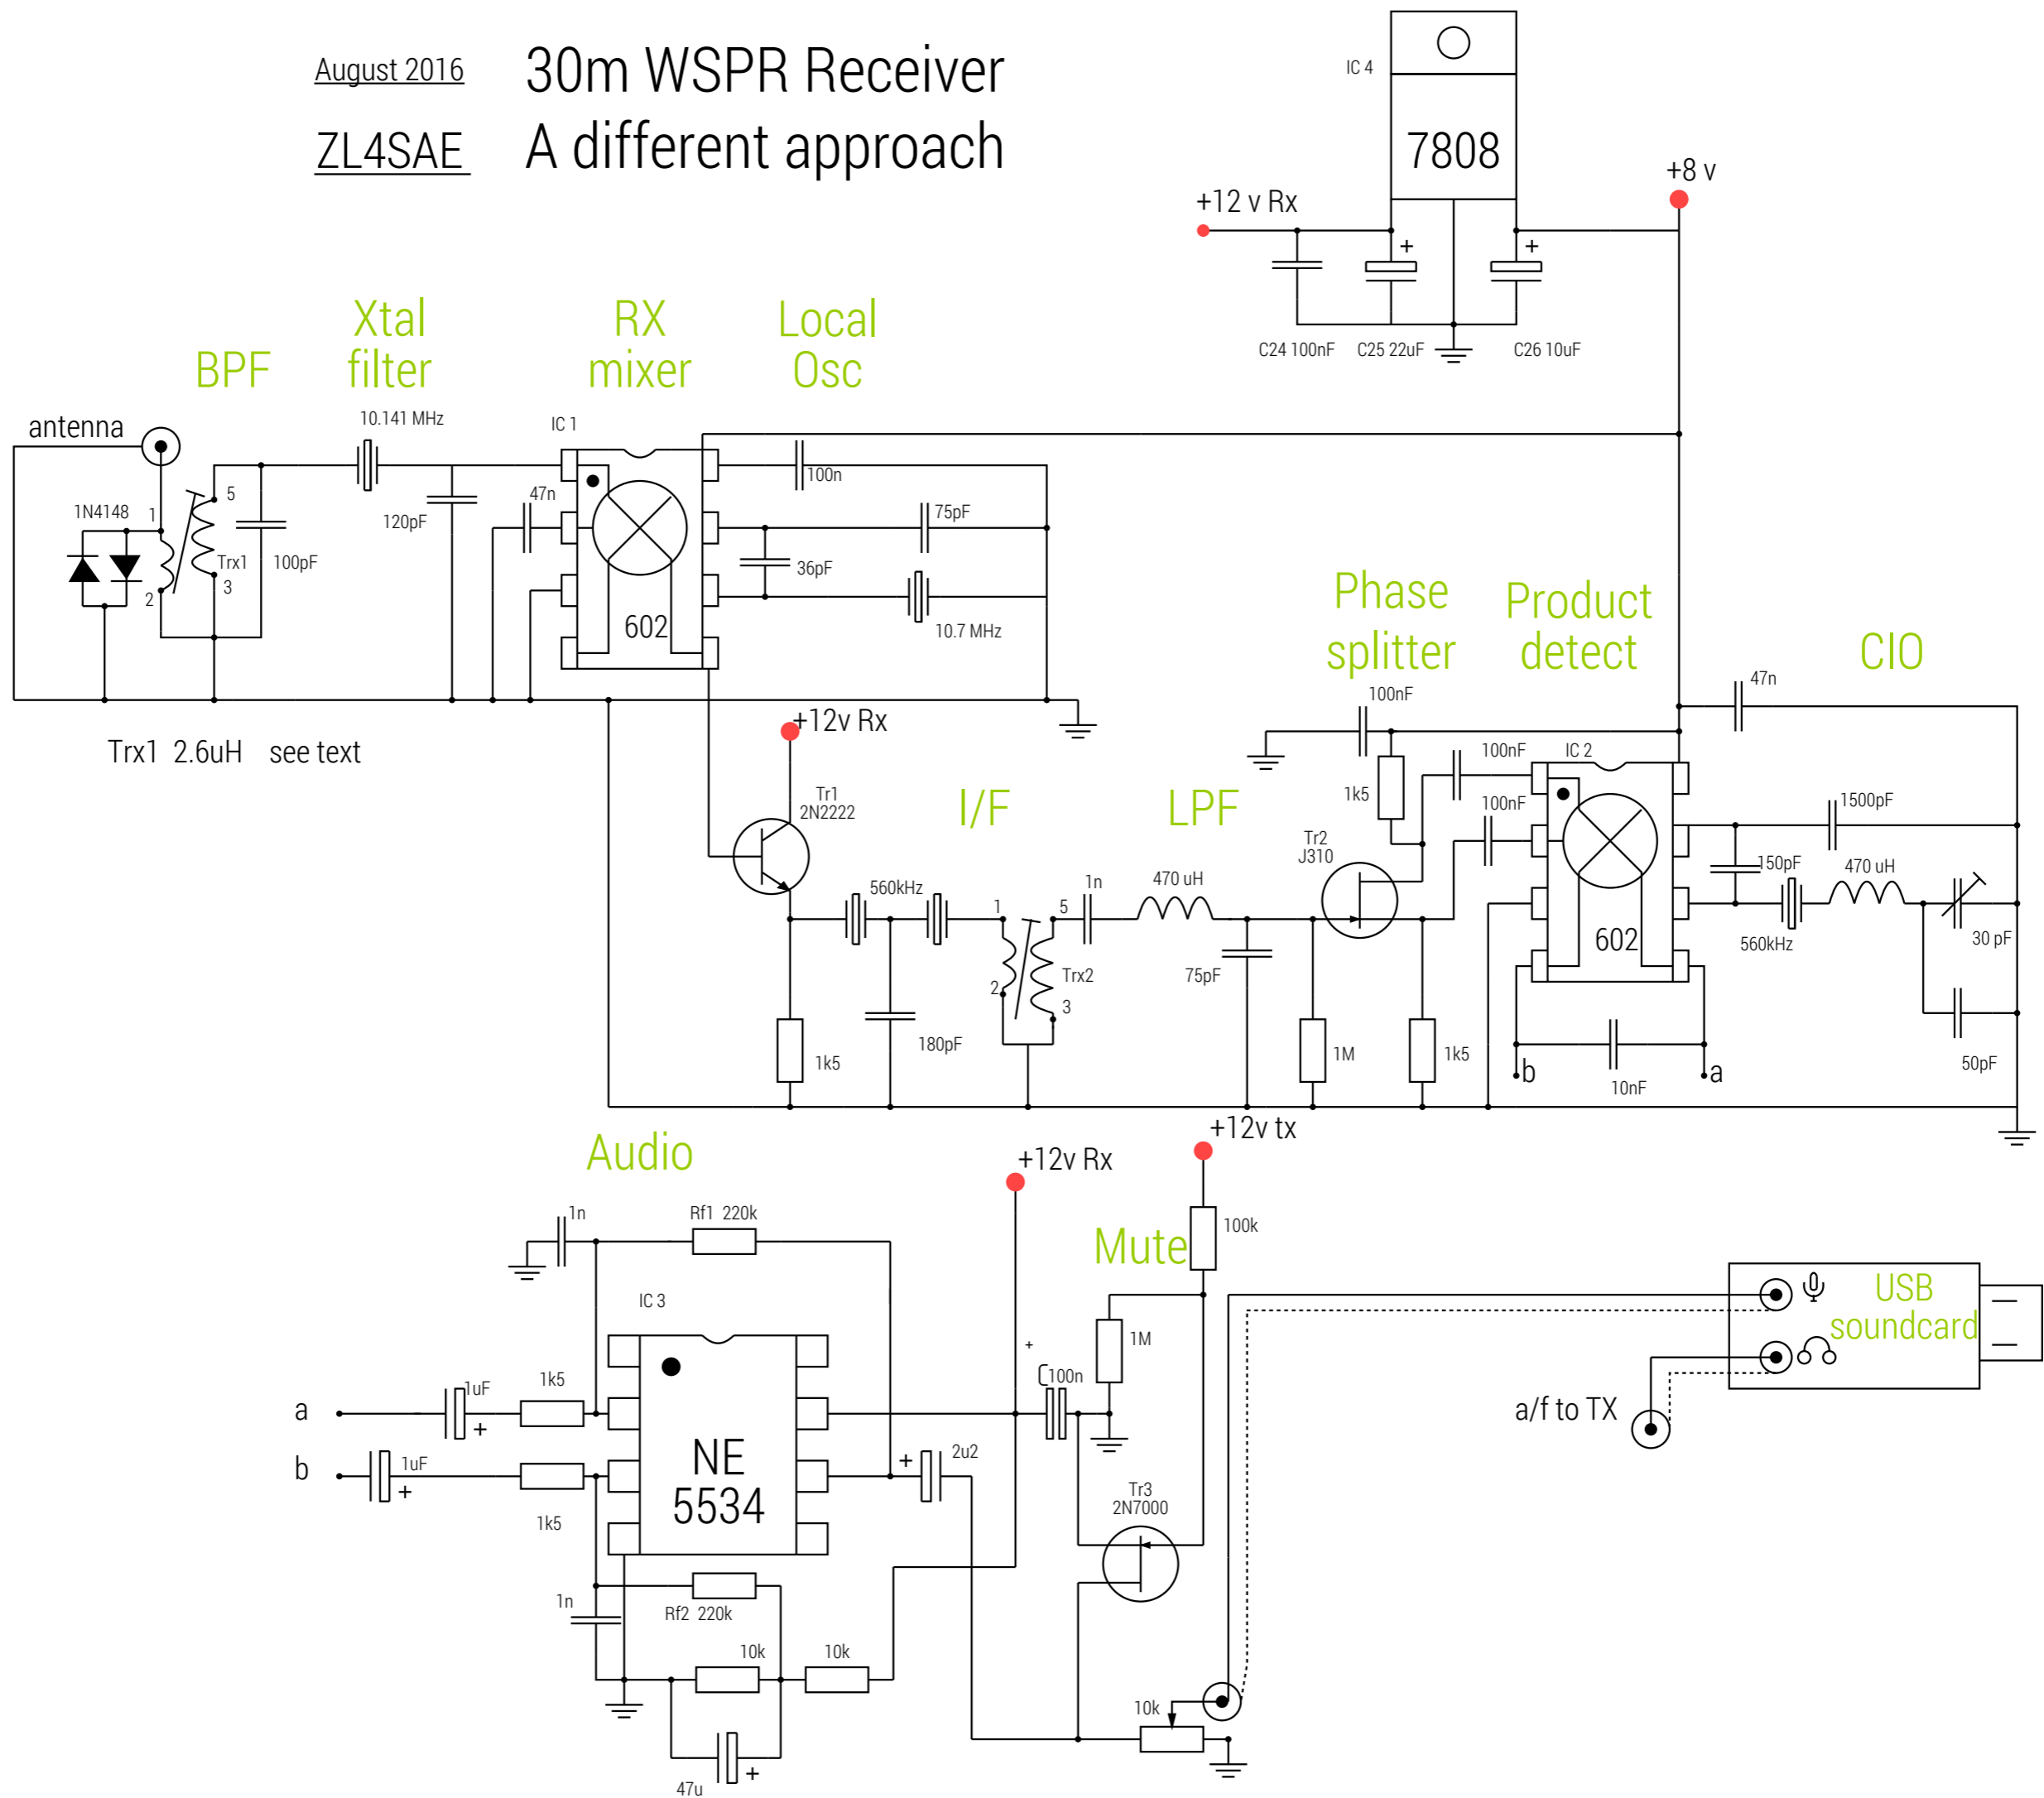 August 2016
30m WSPR Receiver
ZL4SAE
A different approach
IC 4
7808
+12 v Rx
+8 v
+
+
C24 100nF
C25 22uF
C26 10uF
BPF
Xtal
filter
RX
mixer
Local
Osc
antenna
10.141 MHz
IC 1
1N4148
1
5
2
3
Trx1
100pF
120pF
47n
602
100n
75pF
36pF
10.7 MHz
Trx1 2.6uH see text
+12v Rx
Tr1
2N2222
I/F
LPF
Phase
splitter
Product
detect
CIO
100nF
47n
1k5
100nF
IC 2
100nF
1500pF
Tr2
J310
560kHz
1
5
1n
470 uH
150pF
470 uH
602
560kHz
30 pF
2
Trx2
3
75pF
180pF
1k5
1M
1k5
b
10nF
a
50pF
Audio
+12v Rx
+12v tx
1n
Rf1 220k
100k
Mute
IC 3
1M
+
100n
USB
soundcard
a
1uF
+
1k5
b
1uF
+
1k5
NE
5534
+
2u2
a/f to TX
Tr3
2N7000
1n
Rf2 220k
10k
10k
10k
47u
+